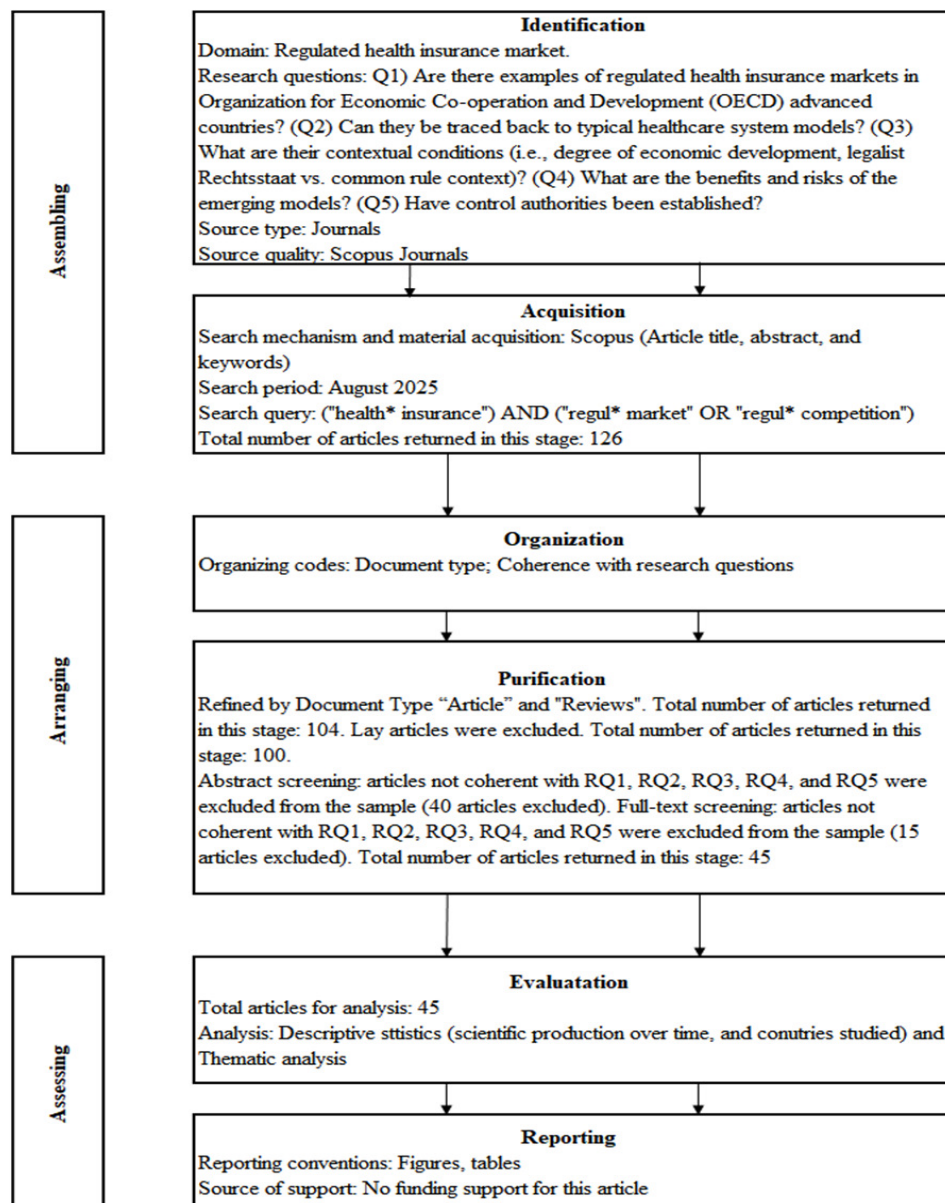 Assembling
Identification
Domain: Regulated health insurance market.
Research questions: Q1) Are there examples of regulated health insurance markets in
Organization for Economic Co-operation and Development (OECD) advanced
countries? (Q2) Can they be traced back to typical healthcare system models? (Q3)
What are their contextual conditions (i.e., degree of economic development, legalist
Rechtsstaat vs. common rule context)? (Q4) What are the benefits and risks of the
emerging models? (Q5) Have control authorities been established?
Source type: Journals
Source quality: Scopus Journals
Acquisition
Search mechanism and material acquisition: Scopus (Article title, abstract, and
keywords)
Search period: August 2025
Search query: ("health* insurance") AND ("regul* market" OR "regul* competition")
Total number of articles returned in this stage: 126
Arranging
Organization
Organizing codes: Document type; Coherence with research questions
Purification
Refined by Document Type “Article” and "Reviews". Total number of articles returned
in this stage: 104. Lay articles were excluded. Total number of articles returned in this
stage: 100.
Abstract screening: articles not coherent with RQ1, RQ2, RQ3, RQ4, and RQ5 were
excluded from the sample (40 articles excluded). Full-text screening: articles not
coherent with RQ1, RQ2, RQ3, RQ4, and RQ5 were excluded from the sample (15
articles excluded). Total number of articles returned in this stage: 45
Assessing
Evaluatation
Total articles for analysis: 45
Analysis: Descriptive sttistics (scientific production over time, and conutries studied) and
Thematic analysis
Reporting
Reporting conventions: Figures, tables
Source of support: No funding support for this article